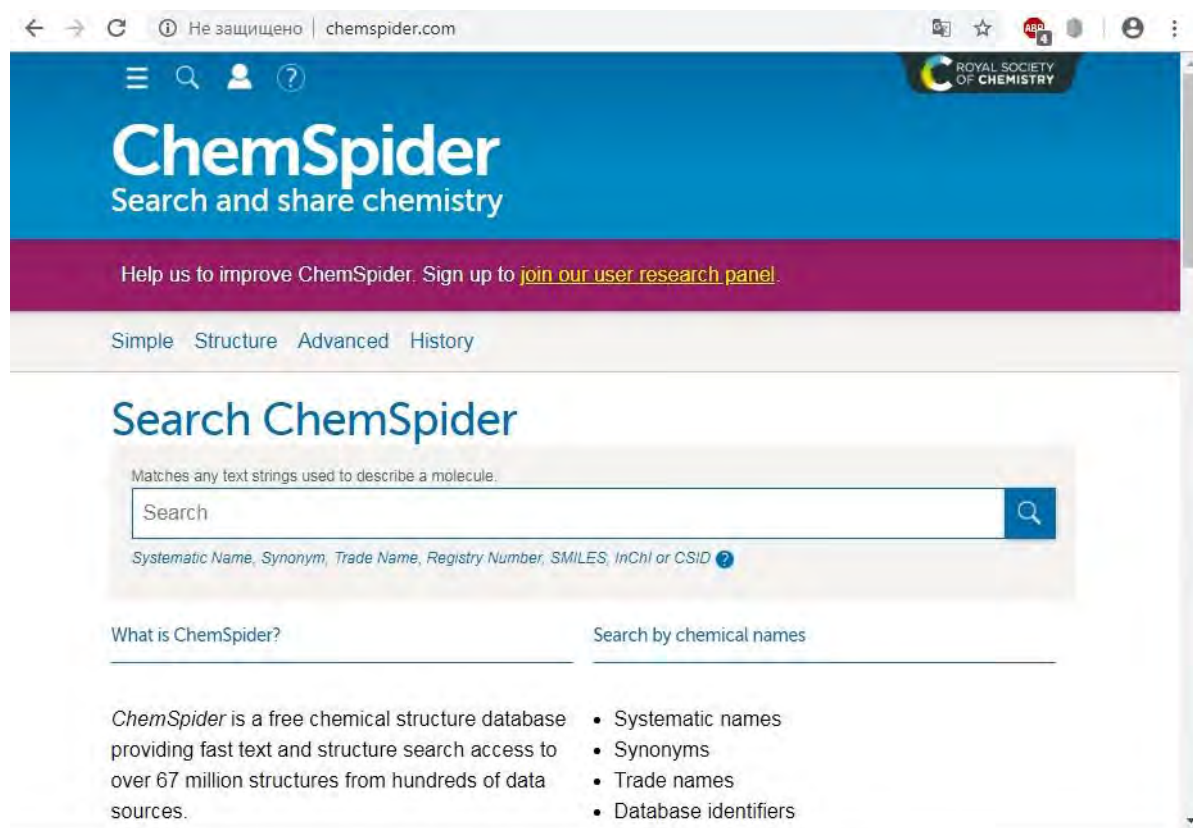 Не защищено | chemspider.com
ABP
4
ROYAL SOCIETY
OF CHEMISTRY
ChemSpider
Search and share chemistry
Help us to improve ChemSpider. Sign up to join our user research panel.
Simple Structure Advanced History
Search ChemSpider
Matches any text strings used to describe a molecule.
Search
Systematic Name, Synonym, Trade Name, Registry Number, SMILES, InChI or CSID ?
What is ChemSpider?
Search by chemical names
ChemSpider is a free chemical structure database
providing fast text and structure search access to
over 67 million structures from hundreds of data
sources.
• Systematic names
• Synonyms
• Trade names
• Database identifiers